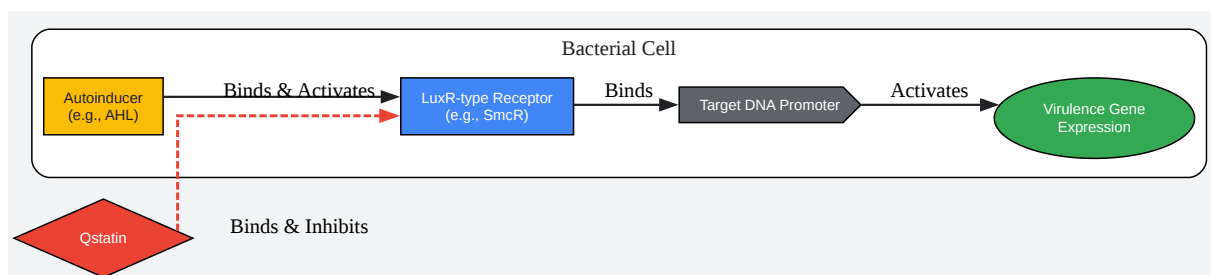 Bacterial Cell
Autoinducer
(e.g., AHL)
Binds & Activates
LuxR-type Receptor
(e.g., SmcR)
Binds
Target DNA Promoter
Activates
Virulence Gene
Expression
Qstatin
Binds & Inhibits